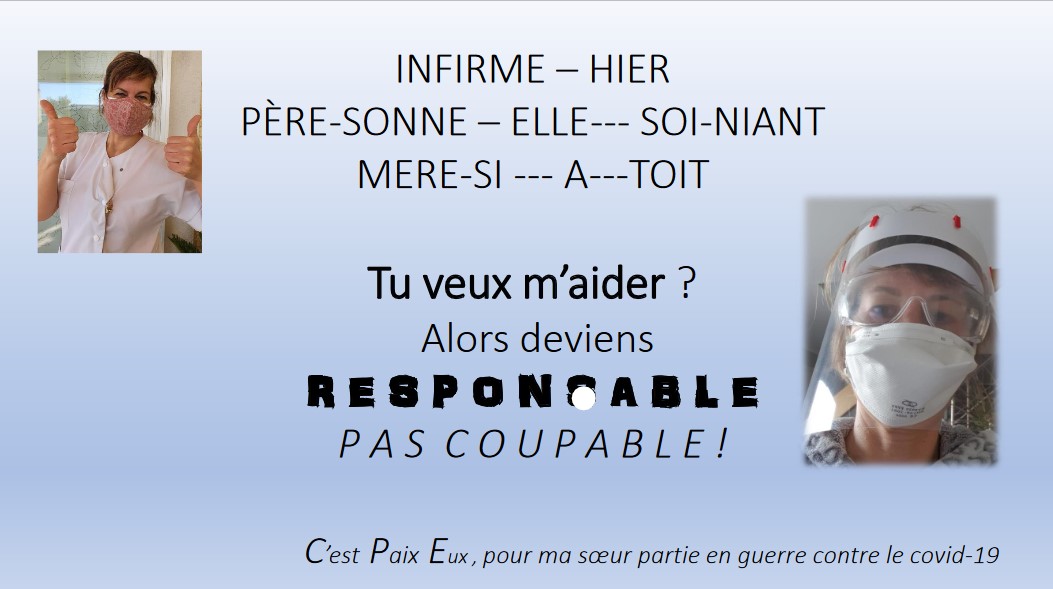 INFIRME – HIER
PÈRE-SONNE – ELLE--- SOI-NIANT
MERE-SI --- A---TOIT
Tu veux m’aider ?
Alors deviens
RESPONSABLE
PAS COUPABLE !
C’est Paix Eux , pour ma sœur partie en guerre contre le covid-19